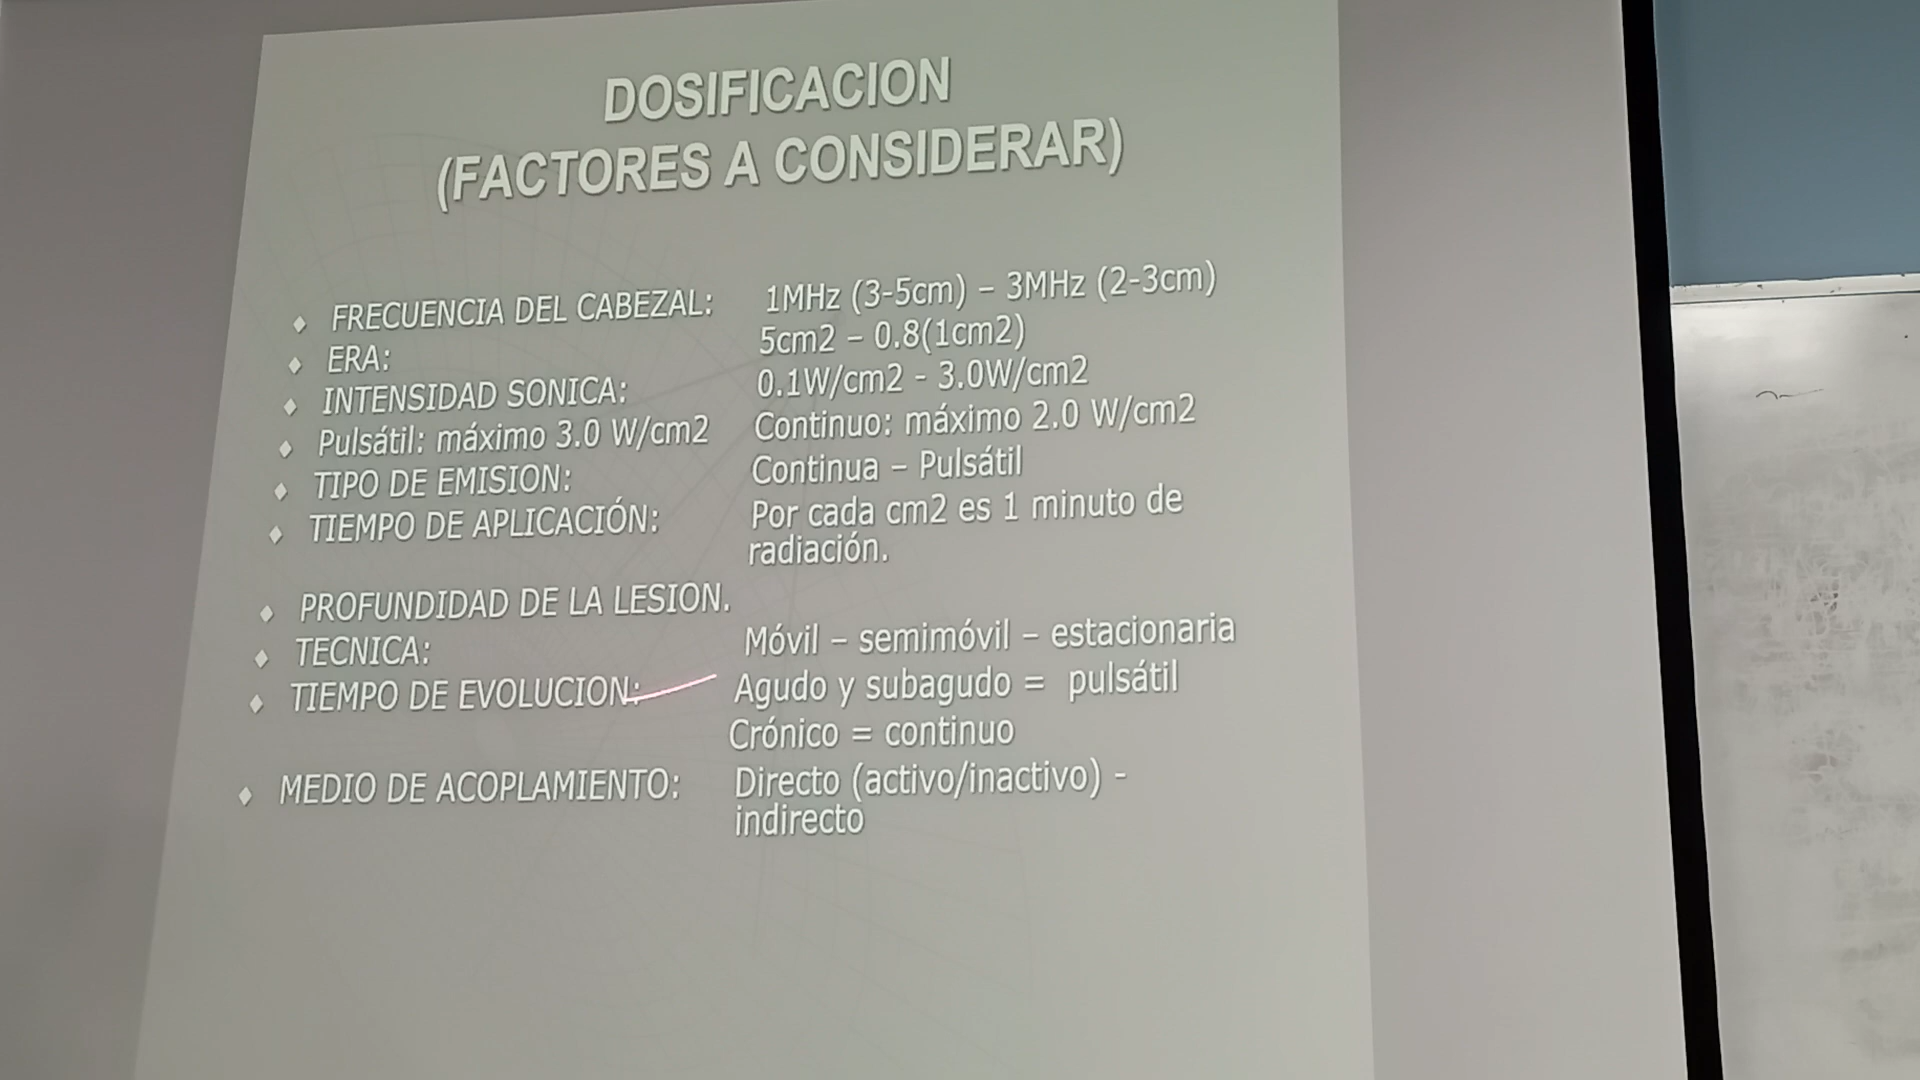 DOSIFICACION
(FACTORES A CONSIDERAR)
♦ FRECUENCIA DEL CABEZAL: 1MHz (3-5cm) – 3MHz (2-3cm)
♦ ERA: 5cm2 – 0.8(1cm2)
♦ INTENSIDAD SONICA: 0.1W/cm2 - 3.0W/cm2
♦ Pulsátil: máximo 3.0 W/cm2 Continuo: máximo 2.0 W/cm2
♦ TIPO DE EMISION: Continua – Pulsátil
♦ TIEMPO DE APLICACIÓN: Por cada cm2 es 1 minuto de
radiación.
♦ PROFUNDIDAD DE LA LESION.
♦ TECNICA: Móvil – semimóvil – estacionaria
♦ TIEMPO DE EVOLUCION: Agudo y subagudo = pulsátil
Crónico = continuo
♦ MEDIO DE ACOPLAMIENTO: Directo (activo/inactivo) -
indirecto